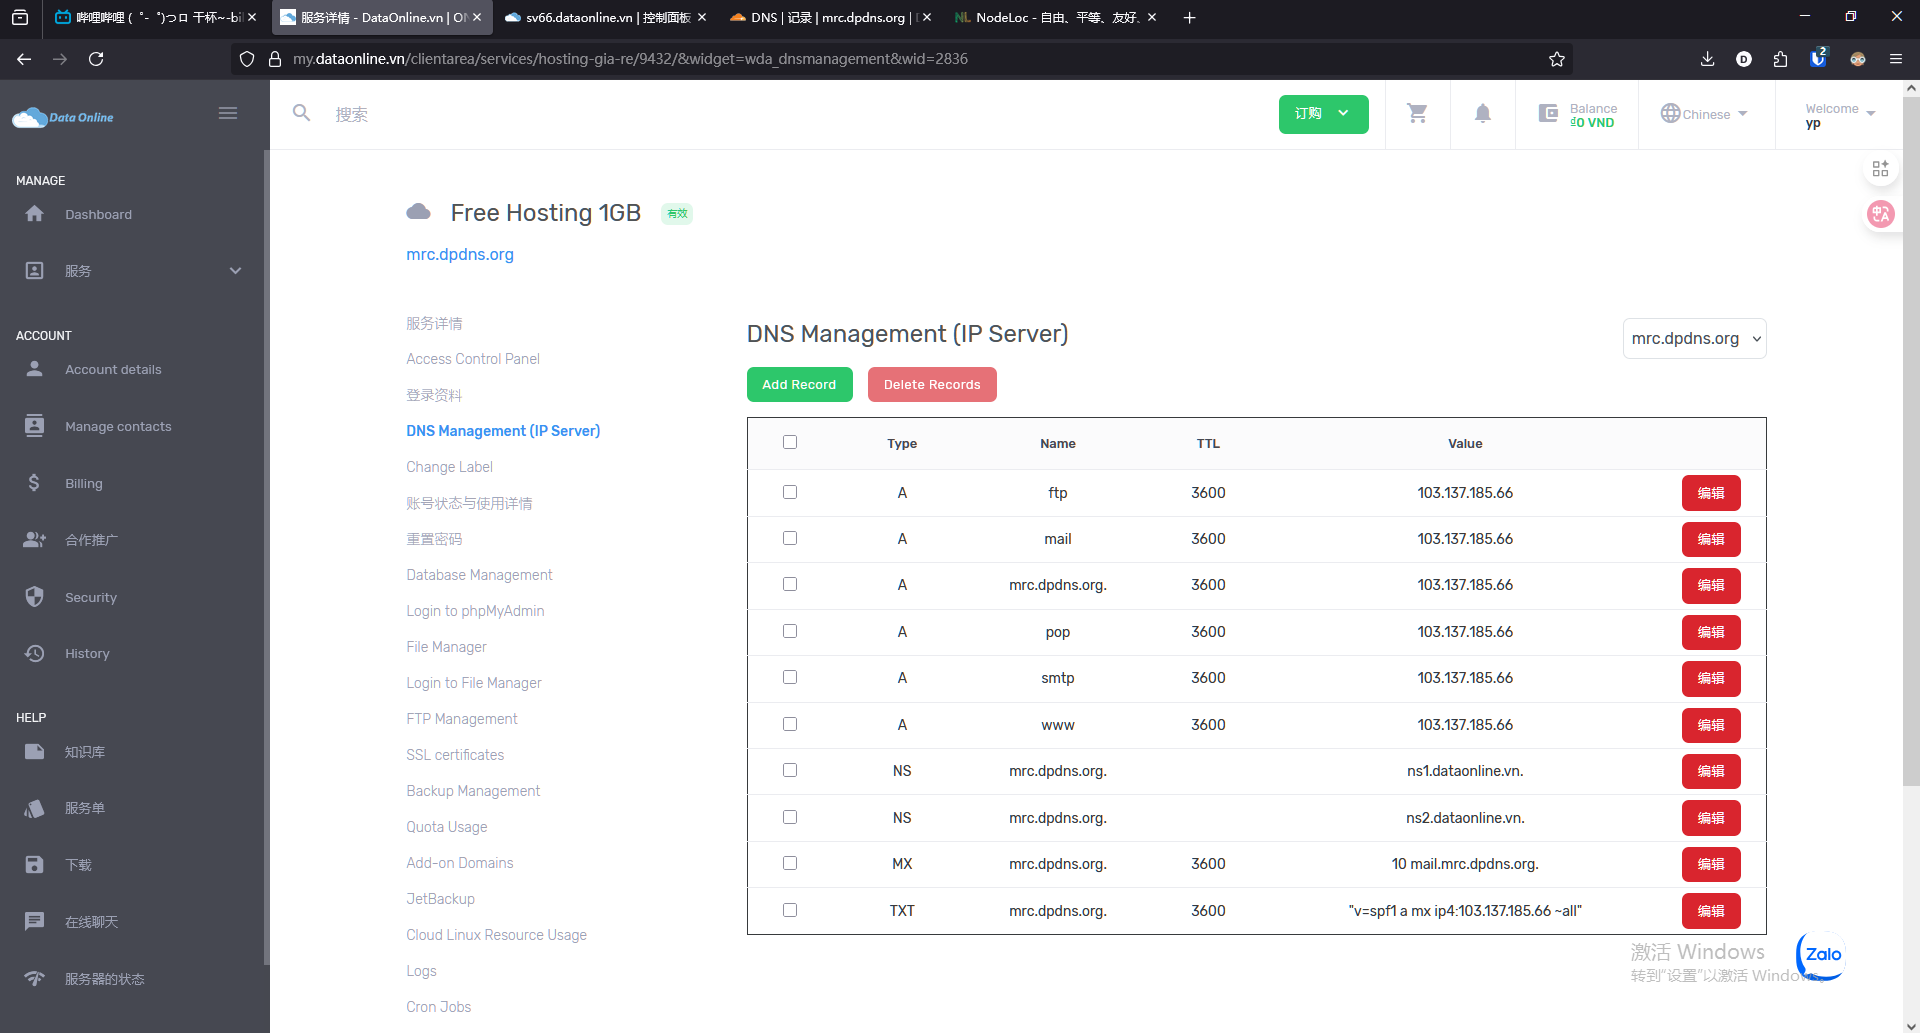 哔哩哔哩 (゜-゜)つロ 干杯~-bil
服务详情 - DataOnline.vn | ON
sv66.dataonline.vn | 控制面板
DNS | 记录 | mrc.dpdns.org |
NodeLoc - 自由、平等、友好、
my.dataonline.vn/clientarea/services/hosting-gia-re/9432/&widget=wda_dnsmanagement&wid=2836
D
2
Data Online
搜索
订购
Balance
₫0 VND
Chinese
Welcome
yp
MANAGE
Dashboard
服务
ACCOUNT
Account details
Manage contacts
Billing
合作推广
Security
History
HELP
知识库
服务单
下载
在线聊天
服务器的状态
Free Hosting 1GB
有效
mrc.dpdns.org
服务详情
Access Control Panel
登录资料
DNS Management (IP Server)
Change Label
账号状态与使用详情
重置密码
Database Management
Login to phpMyAdmin
File Manager
Login to File Manager
FTP Management
SSL certificates
Backup Management
Quota Usage
Add-on Domains
JetBackup
Cloud Linux Resource Usage
Logs
Cron Jobs
DNS Management (IP Server)
mrc.dpdns.org
Add Record
Delete Records
Type Name TTL Value
A ftp 3600 103.137.185.66 编辑
A mail 3600 103.137.185.66 编辑
A mrc.dpdns.org. 3600 103.137.185.66 编辑
A pop 3600 103.137.185.66 编辑
A smtp 3600 103.137.185.66 编辑
A www 3600 103.137.185.66 编辑
NS mrc.dpdns.org. ns1.dataonline.vn. 编辑
NS mrc.dpdns.org. ns2.dataonline.vn. 编辑
MX mrc.dpdns.org. 3600 10 mail.mrc.dpdns.org. 编辑
TXT mrc.dpdns.org. 3600 "v=spf1 a mx ip4:103.137.185.66 ~all" 编辑
激活 Windows
转到"设置"以激活 Windows。
Zalo